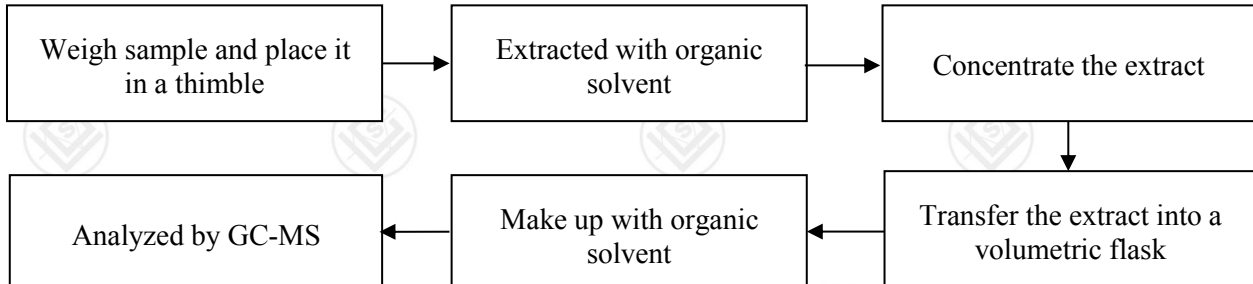 Weigh sample and place it
in a thimble
Extracted with organic
solvent
Concentrate the extract
Transfer the extract into a
volumetric flask
Make up with organic
solvent
Analyzed by GC-MS